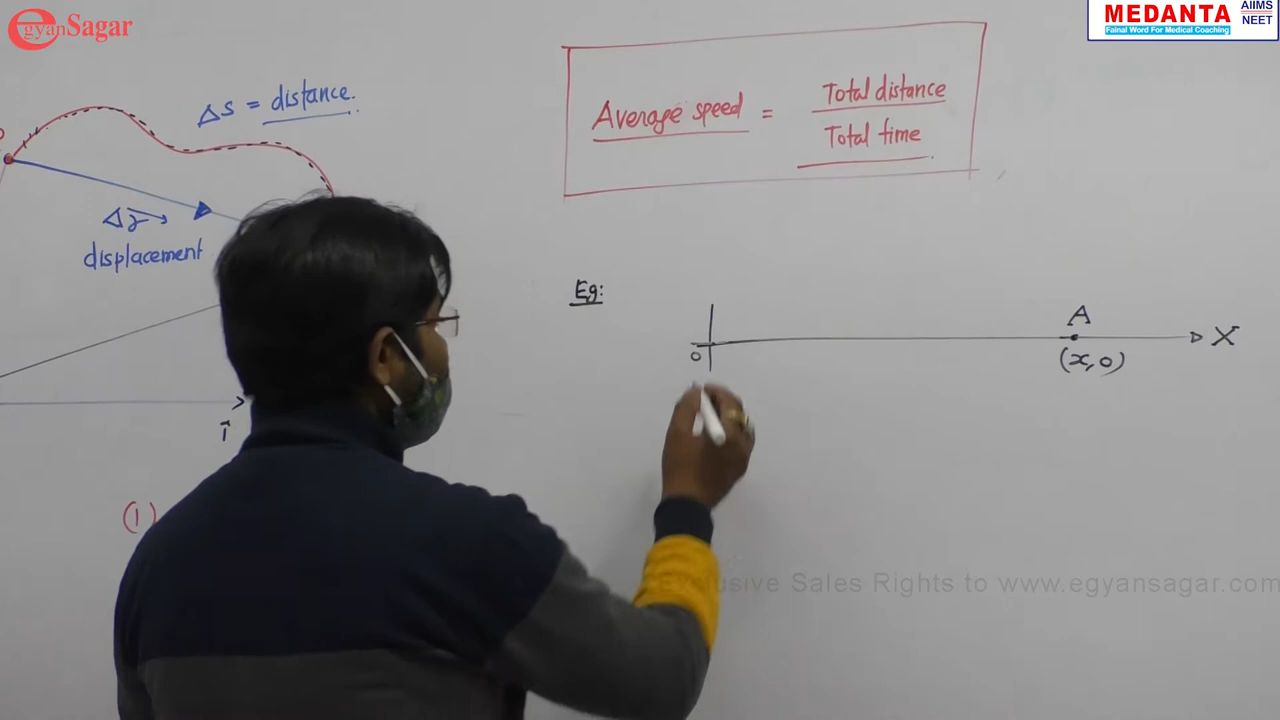 egyanSagar
MEDANTA AIIMS NEET
Fainal Word For Medical Coaching
Δs = distance.
Δr
displacement
î
(1)
Average speed = Total distance
Total time
Eg:
A
O
X
(x, 0)
Exclusive Sales Rights to www.egyansagar.com